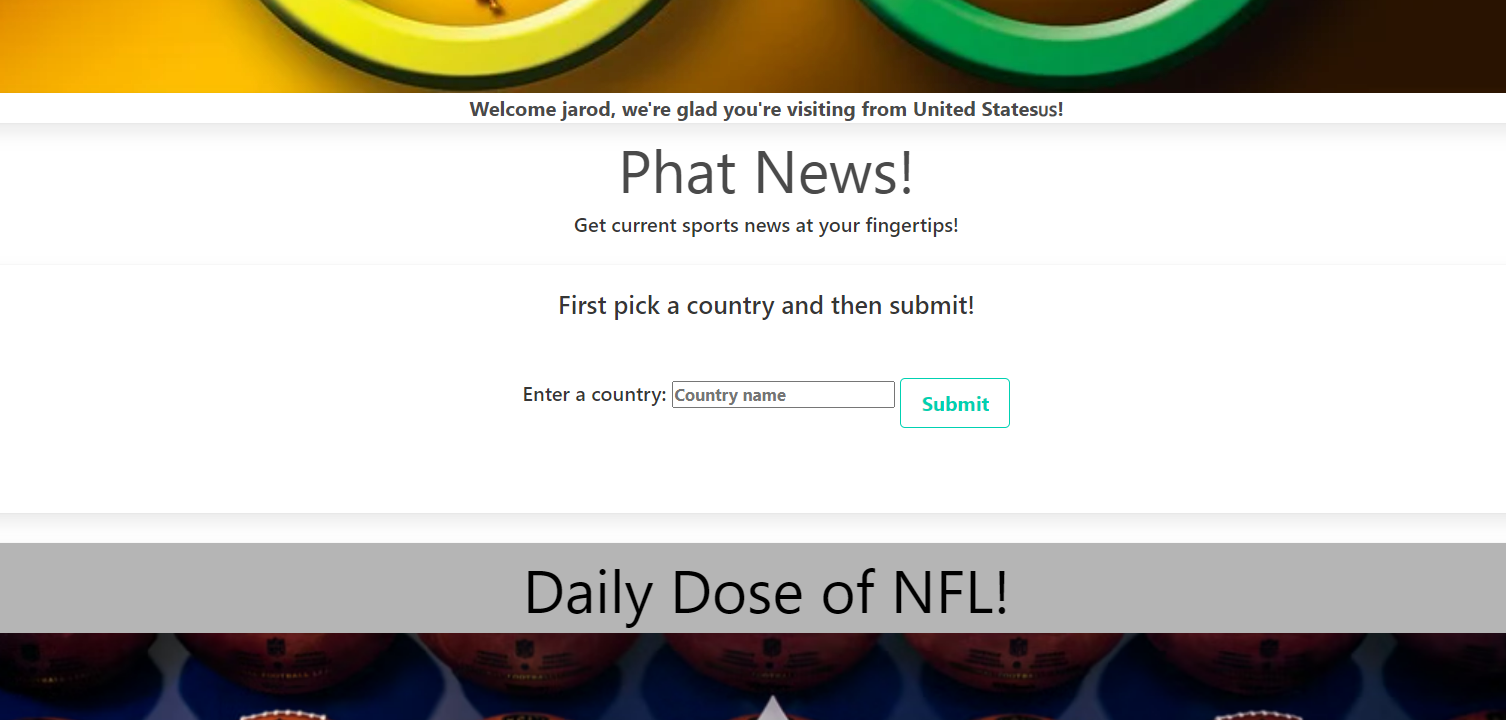 Welcome jarod, we're glad you're visiting from United States🇺🇸!
Phat News!
Get current sports news at your fingertips!
First pick a country and then submit!
Enter a country: Country name Submit
Daily Dose of NFL!